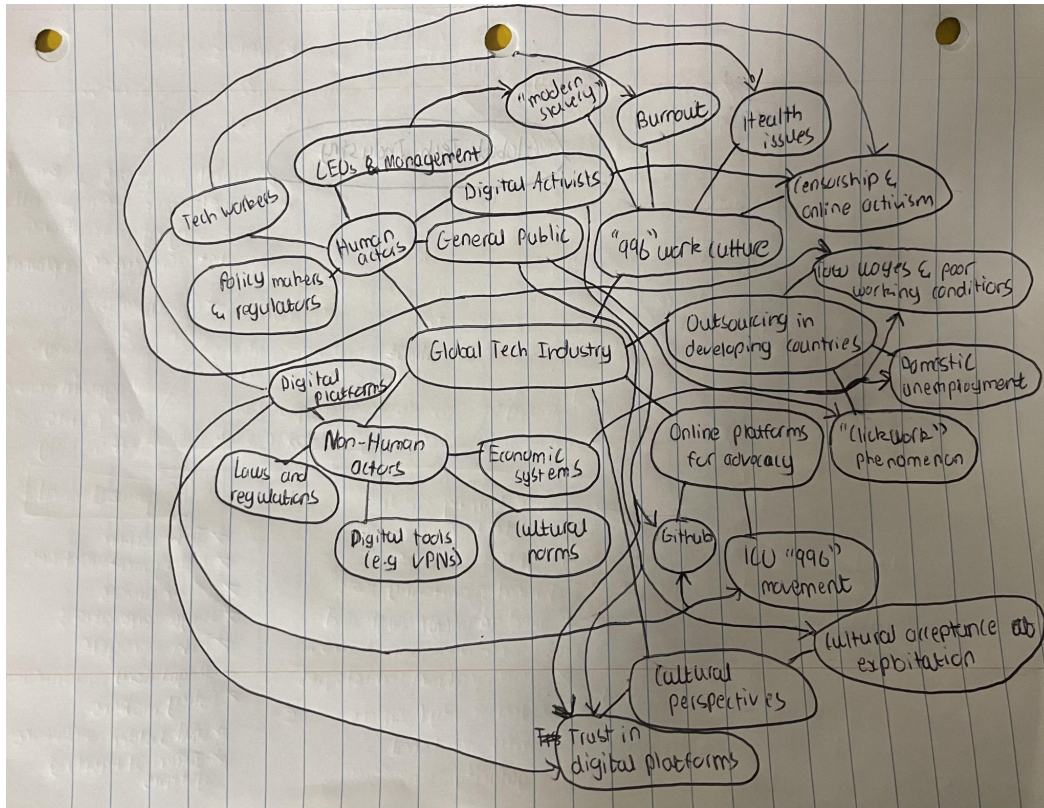 "modern
slavery"
Burnout
Health
issues
CEOs & Management
Digital Activists
Censorship &
online activism
Tech workers
Human
actors
General Public
"996" work culture
Policy makers
& regulators
low wages & poor
working conditions
Outsourcing in
developing countries
Global Tech Industry
Domistic
unemployment
Digital
platforms
Non-Human
actors
Economic
systems
Online platforms
for advocacy
"Clickwork"
phenomenon
Laws and
regulations
Digital tools
(e.g VPNs)
Cultural
norms
Github
ICU "996"
movement
Cultural acceptance
exploitation
Cultural
perspectives
Trust in
digital platforms